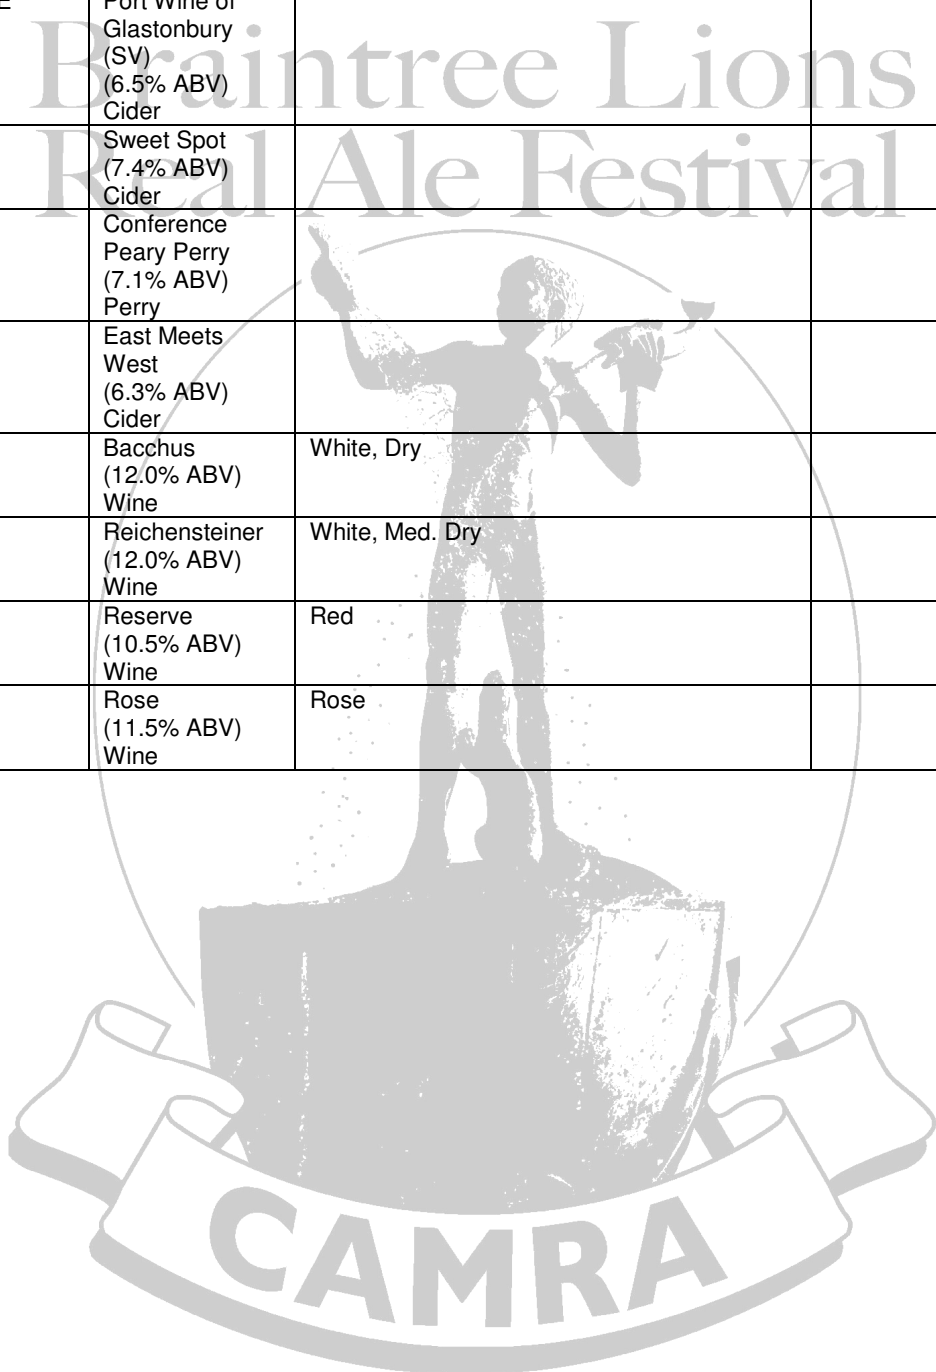 E
Port Wine of
Glastonbury
(SV)
(6.5% ABV)
Cider
Braintree Lions
Real Ale Festival
Sweet Spot
(7.4% ABV)
Cider
Conference
Peary Perry
(7.1% ABV)
Perry
East Meets
West
(6.3% ABV)
Cider
Bacchus
(12.0% ABV)
Wine
White, Dry
Reichensteiner
(12.0% ABV)
Wine
White, Med. Dry
Reserve
(10.5% ABV)
Wine
Red
Rose
(11.5% ABV)
Wine
Rose
CAMRA